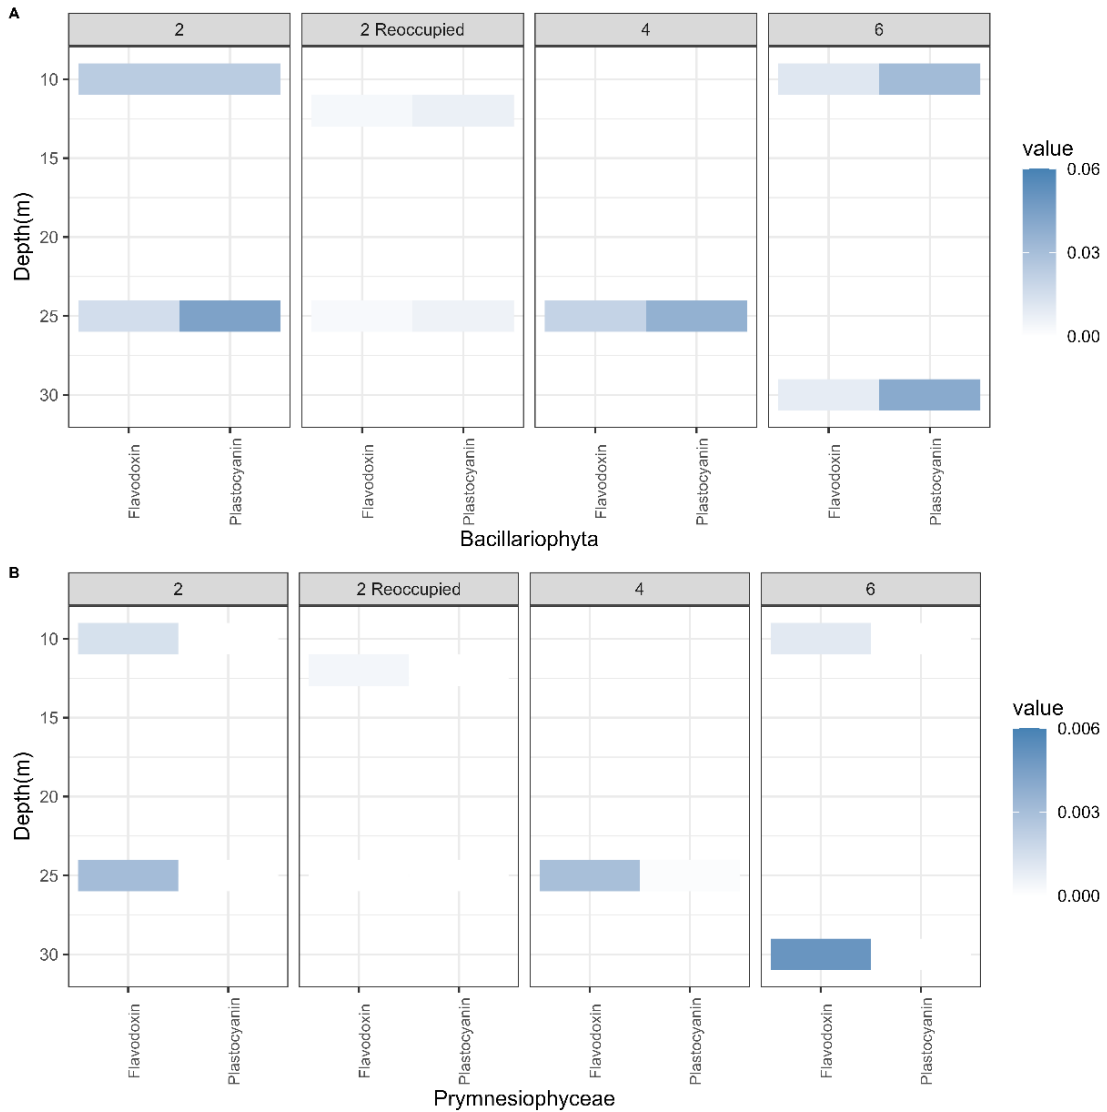 A
2 2 Reoccupied 4 6
10
15
20
25
30
Depth(m)
Flavodoxin Plastocyanin Flavodoxin Plastocyanin Flavodoxin Plastocyanin Flavodoxin Plastocyanin
Bacillariophyta
value
0.06
0.03
0.00
B
2 2 Reoccupied 4 6
10
15
20
25
30
Depth(m)
Flavodoxin Plastocyanin Flavodoxin Plastocyanin Flavodoxin Plastocyanin Flavodoxin Plastocyanin
Prymnesiophyceae
value
0.006
0.003
0.000